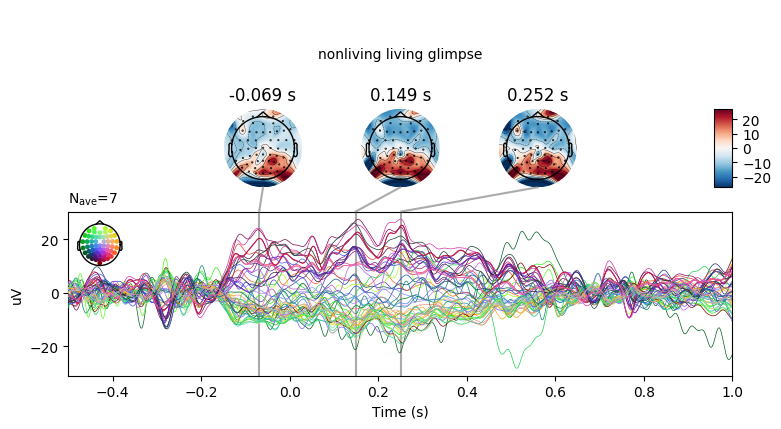 nonliving living glimpse
-0.069 s 0.149 s 0.252 s
20
10
0
−10
−20
Nave=7
20
0
−20
uV
−0.4 −0.2 0.0 0.2 0.4 0.6 0.8 1.0
Time (s)